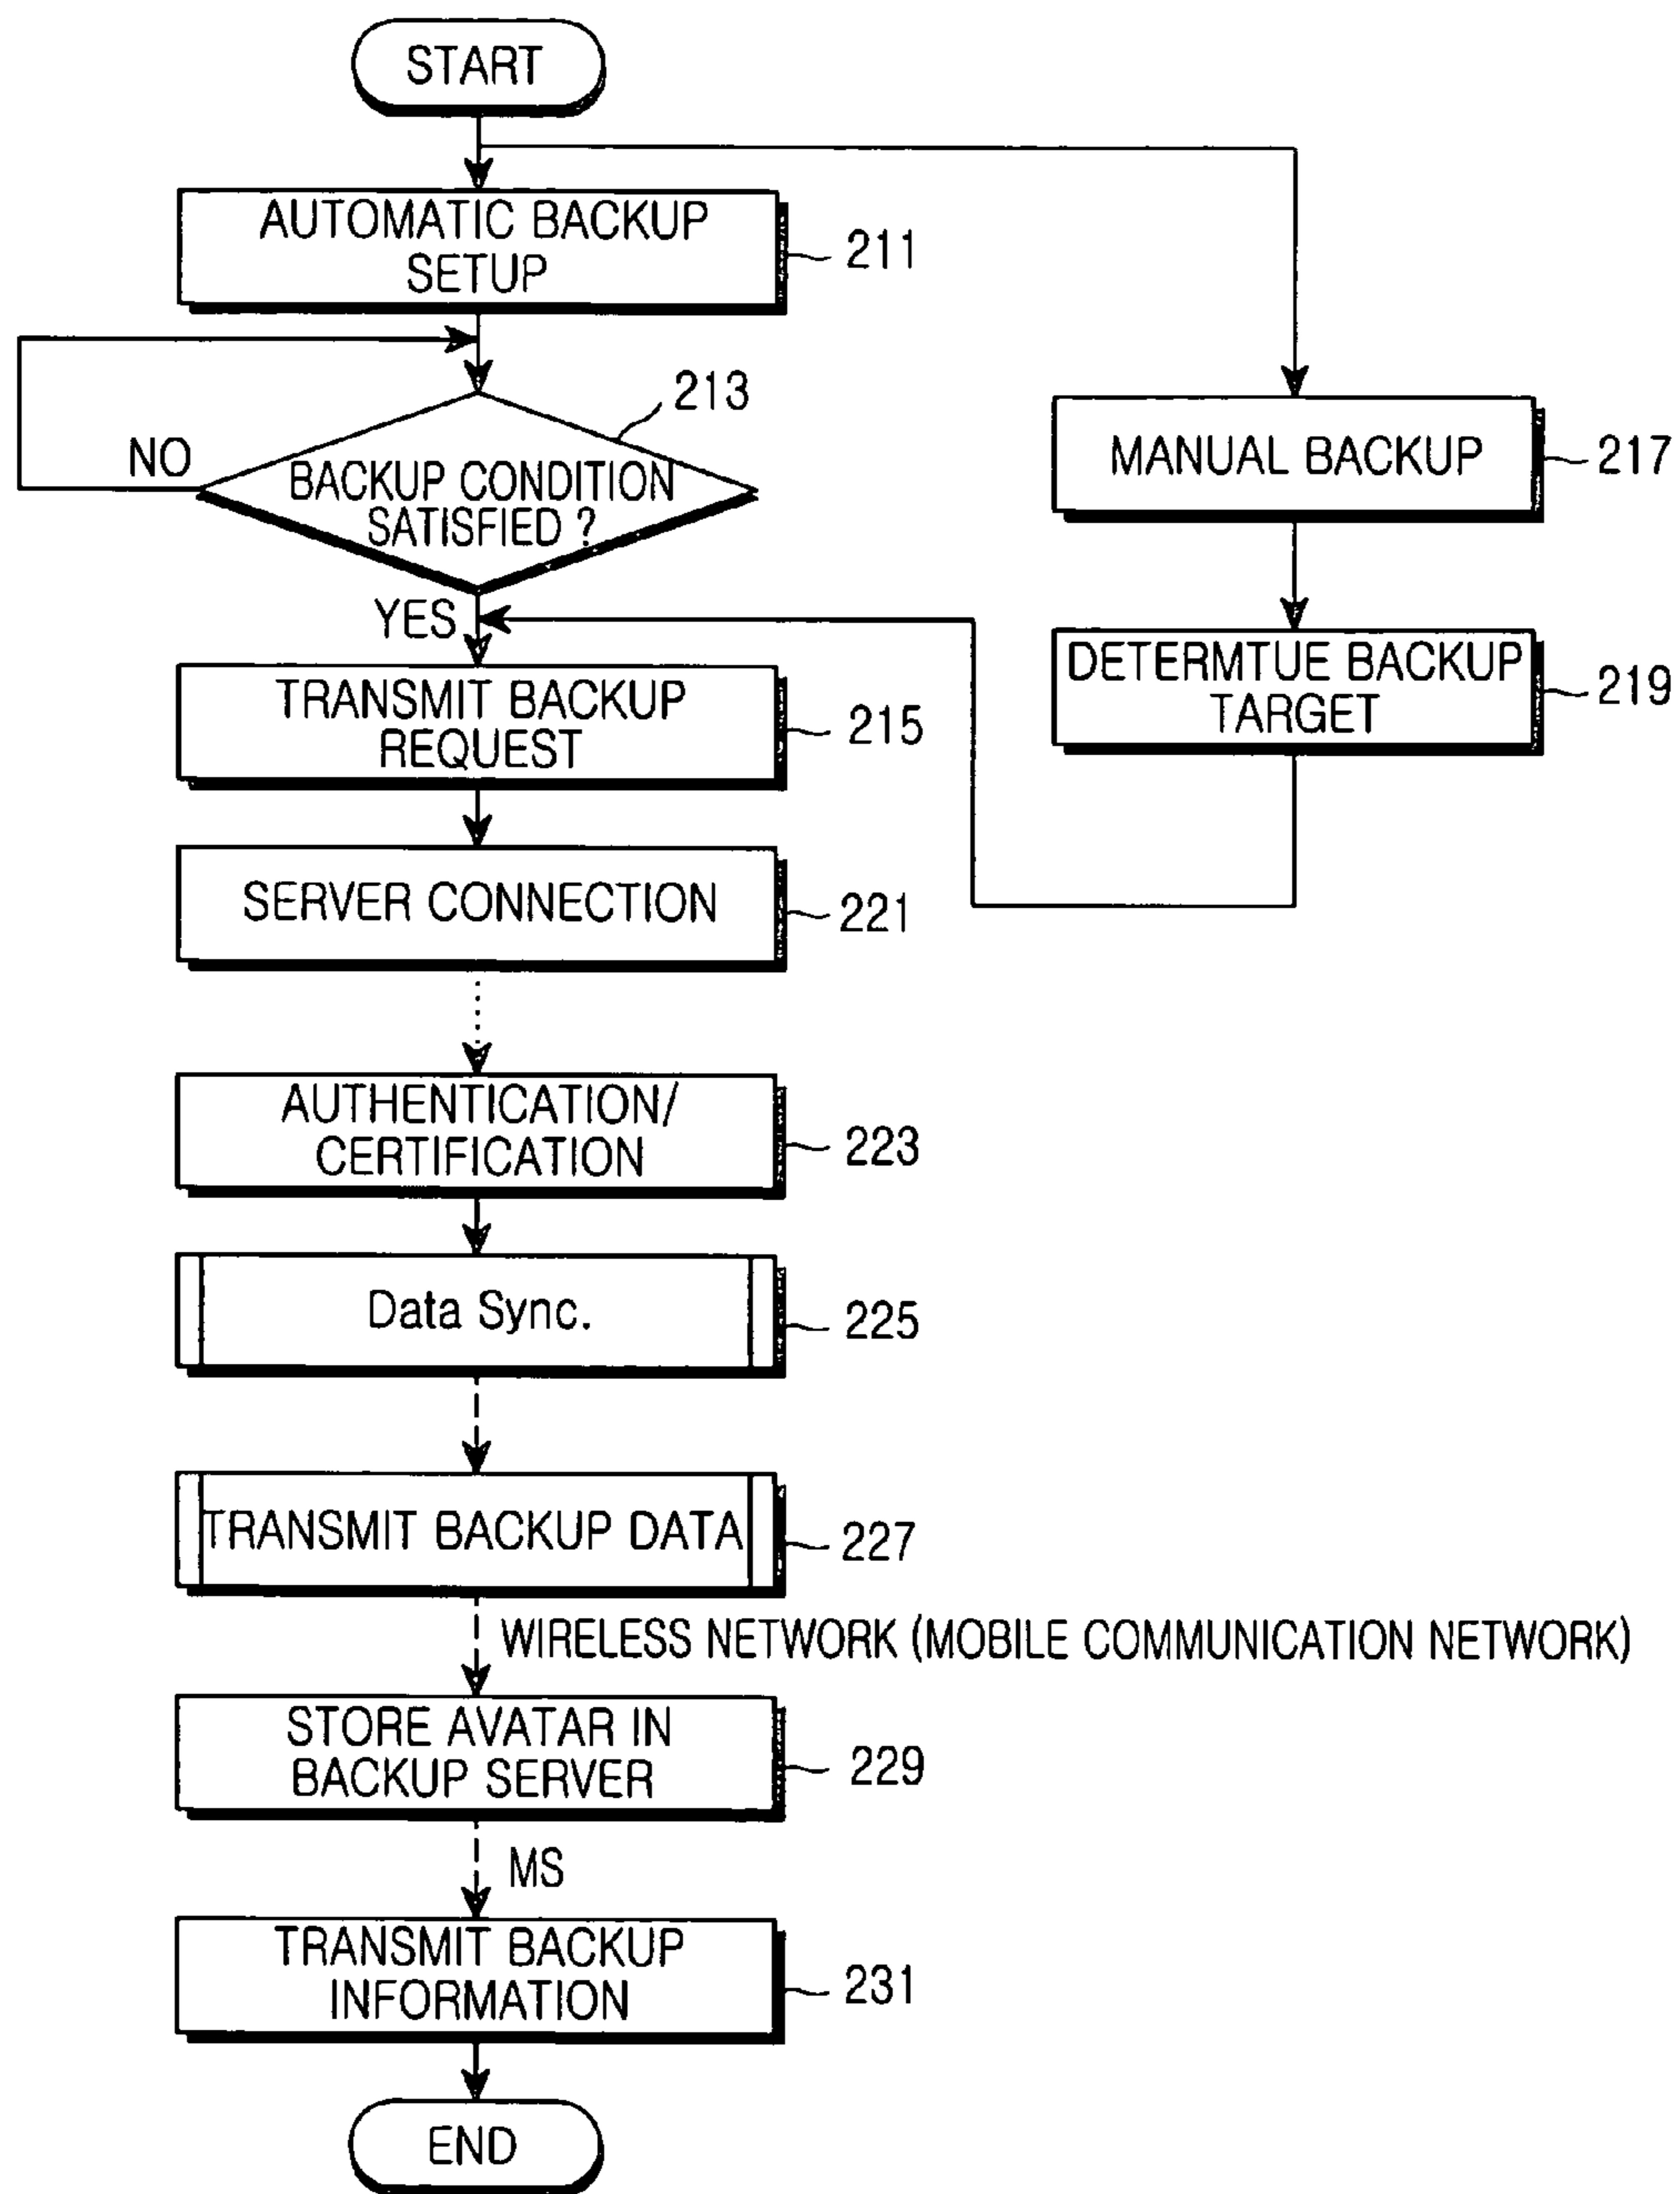 START
AUTOMATIC BACKUP
SETUP
211
213
NO
BACKUP CONDITION
SATISFIED ?
MANUAL BACKUP
217
YES
DETERMTUE BACKUP
TARGET
219
TRANSMIT BACKUP
REQUEST
215
SERVER CONNECTION
221
AUTHENTICATION/
CERTIFICATION
223
Data Sync.
225
TRANSMIT BACKUP DATA
227
WIRELESS NETWORK (MOBILE COMMUNICATION NETWORK)
STORE AVATAR IN
BACKUP SERVER
229
MS
TRANSMIT BACKUP
INFORMATION
231
END